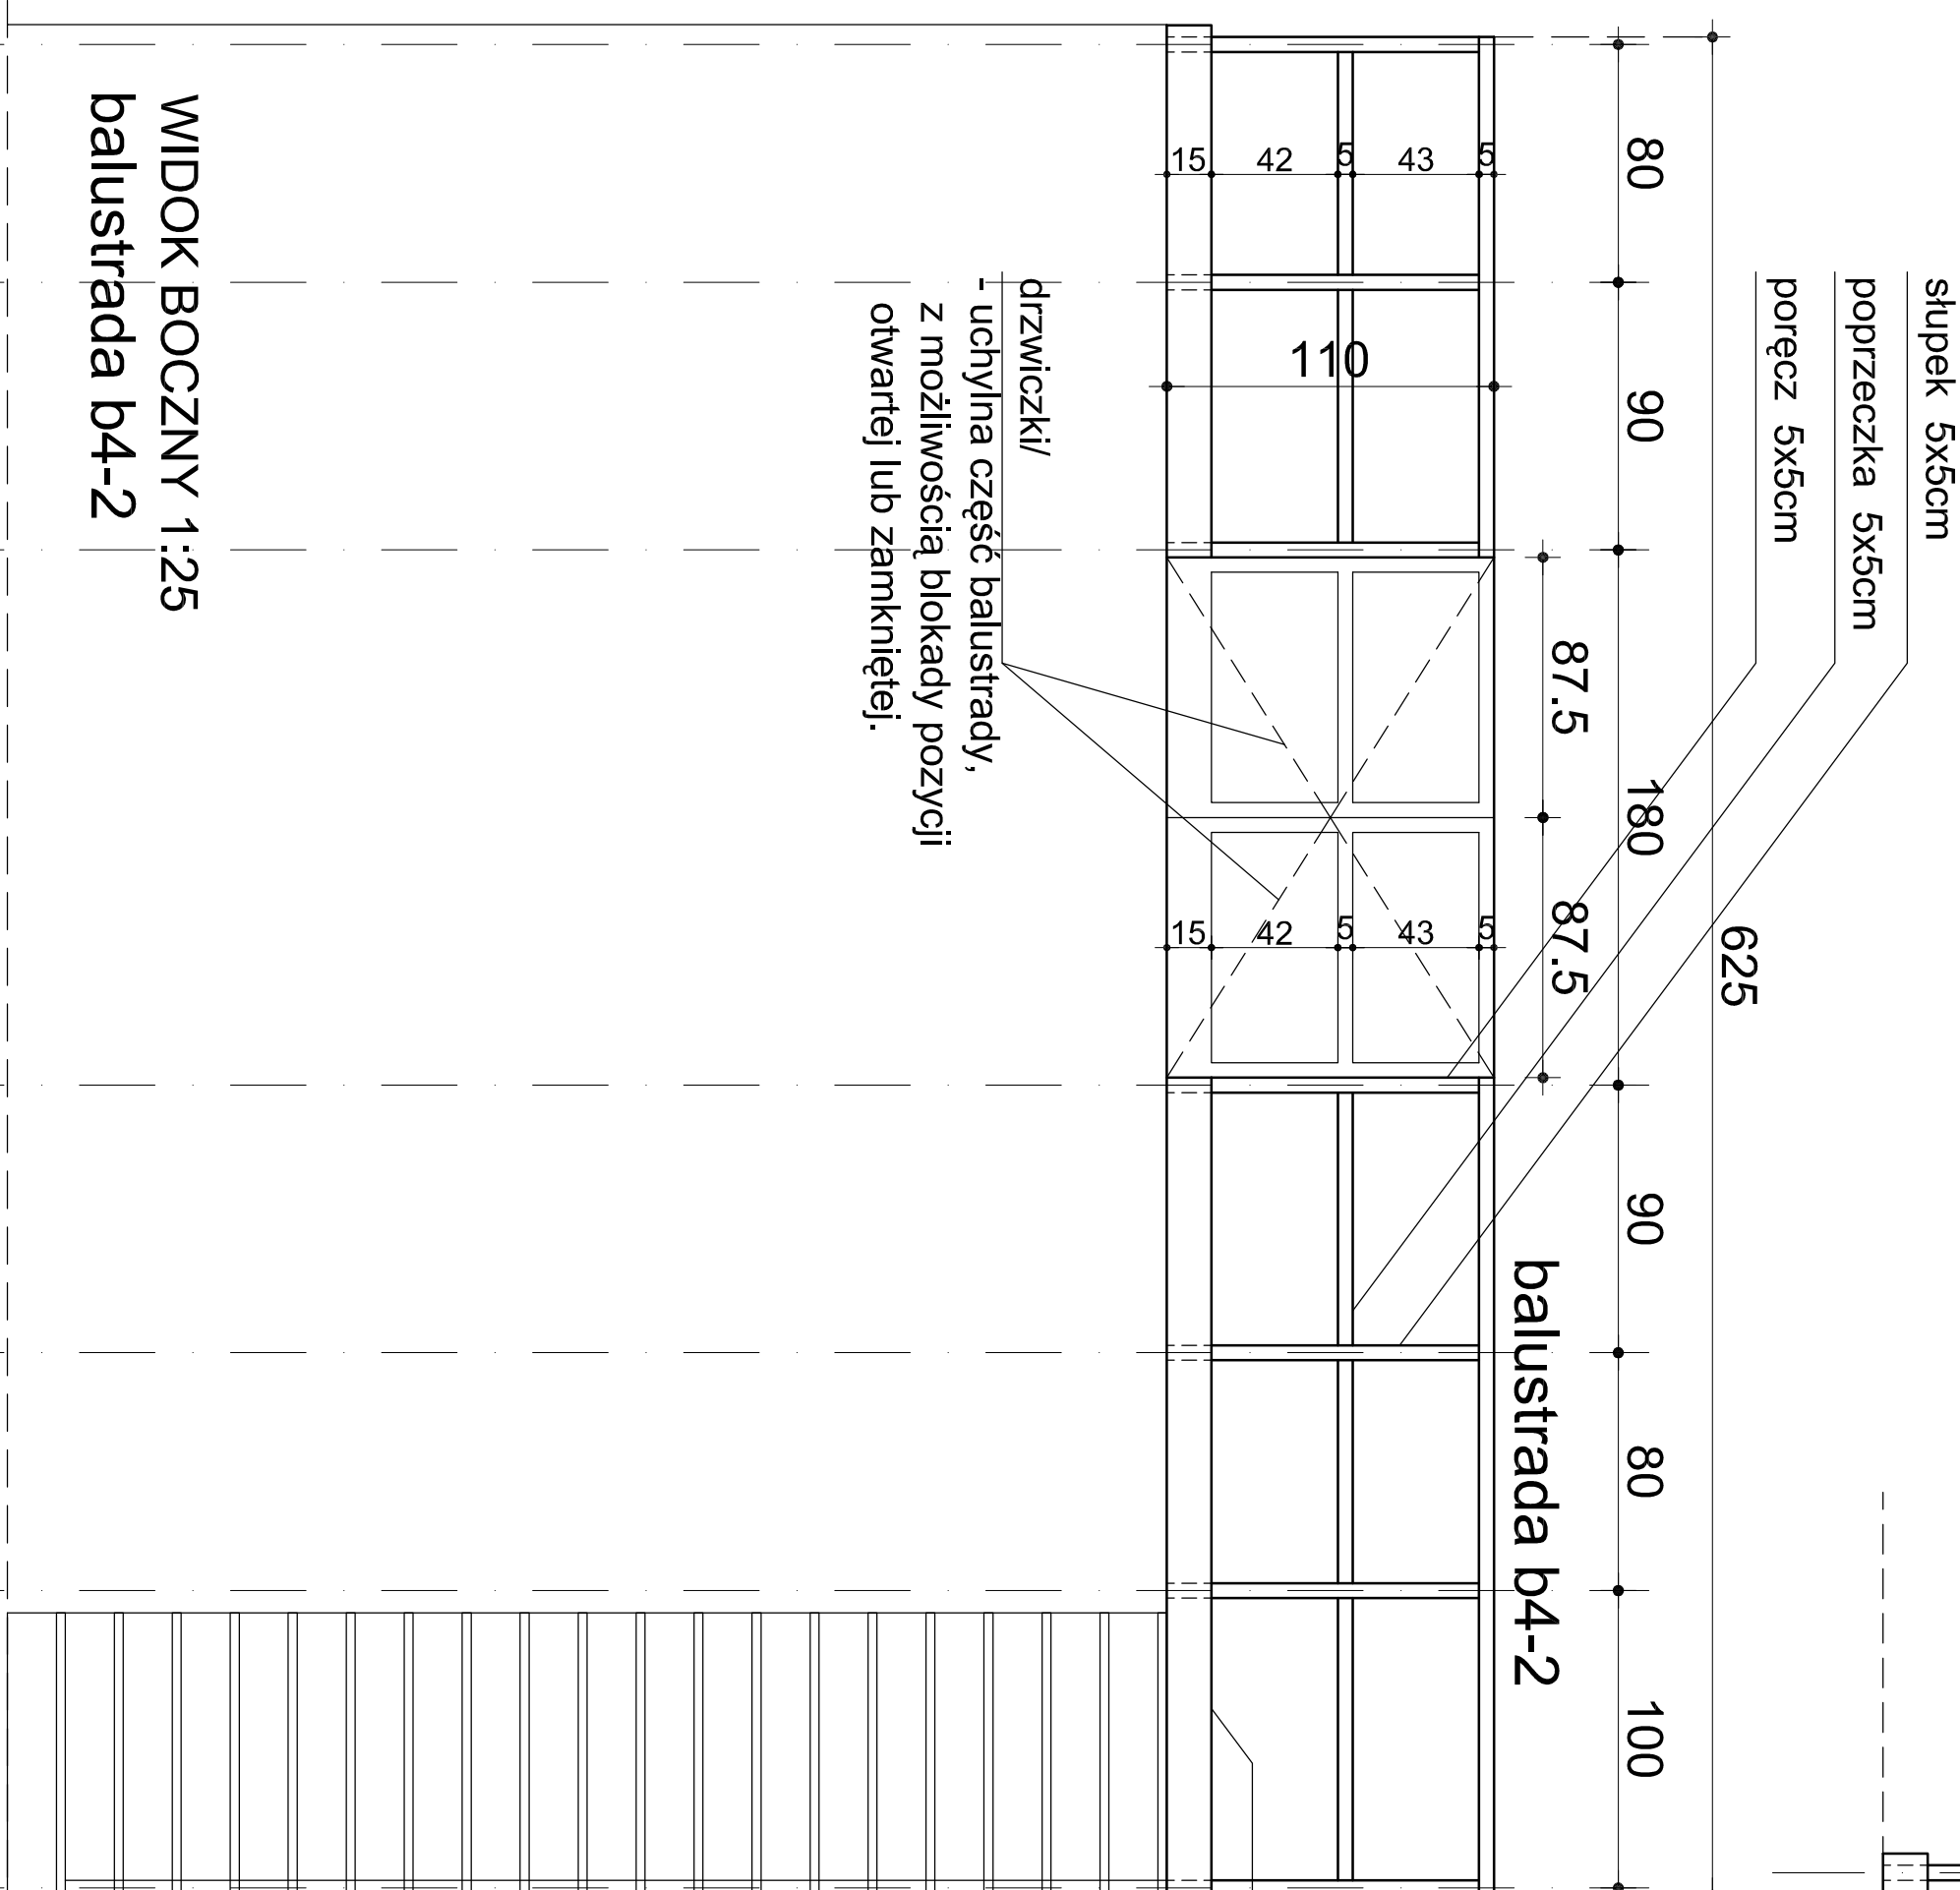 słupek 5x5cm
poprzeczka 5x5cm
poręcz 5x5cm
625
80
90
180
90
80
100
87.5
87.5
balustrada b4-2
15
42
5
43
5
110
15
42
5
43
5
drzwiczki/
- uchylna część balustrady,
z możliwością blokady pozycji
otwartej lub zamkniętej.
WIDOK BOCZNY 1:25
balustrada b4-2